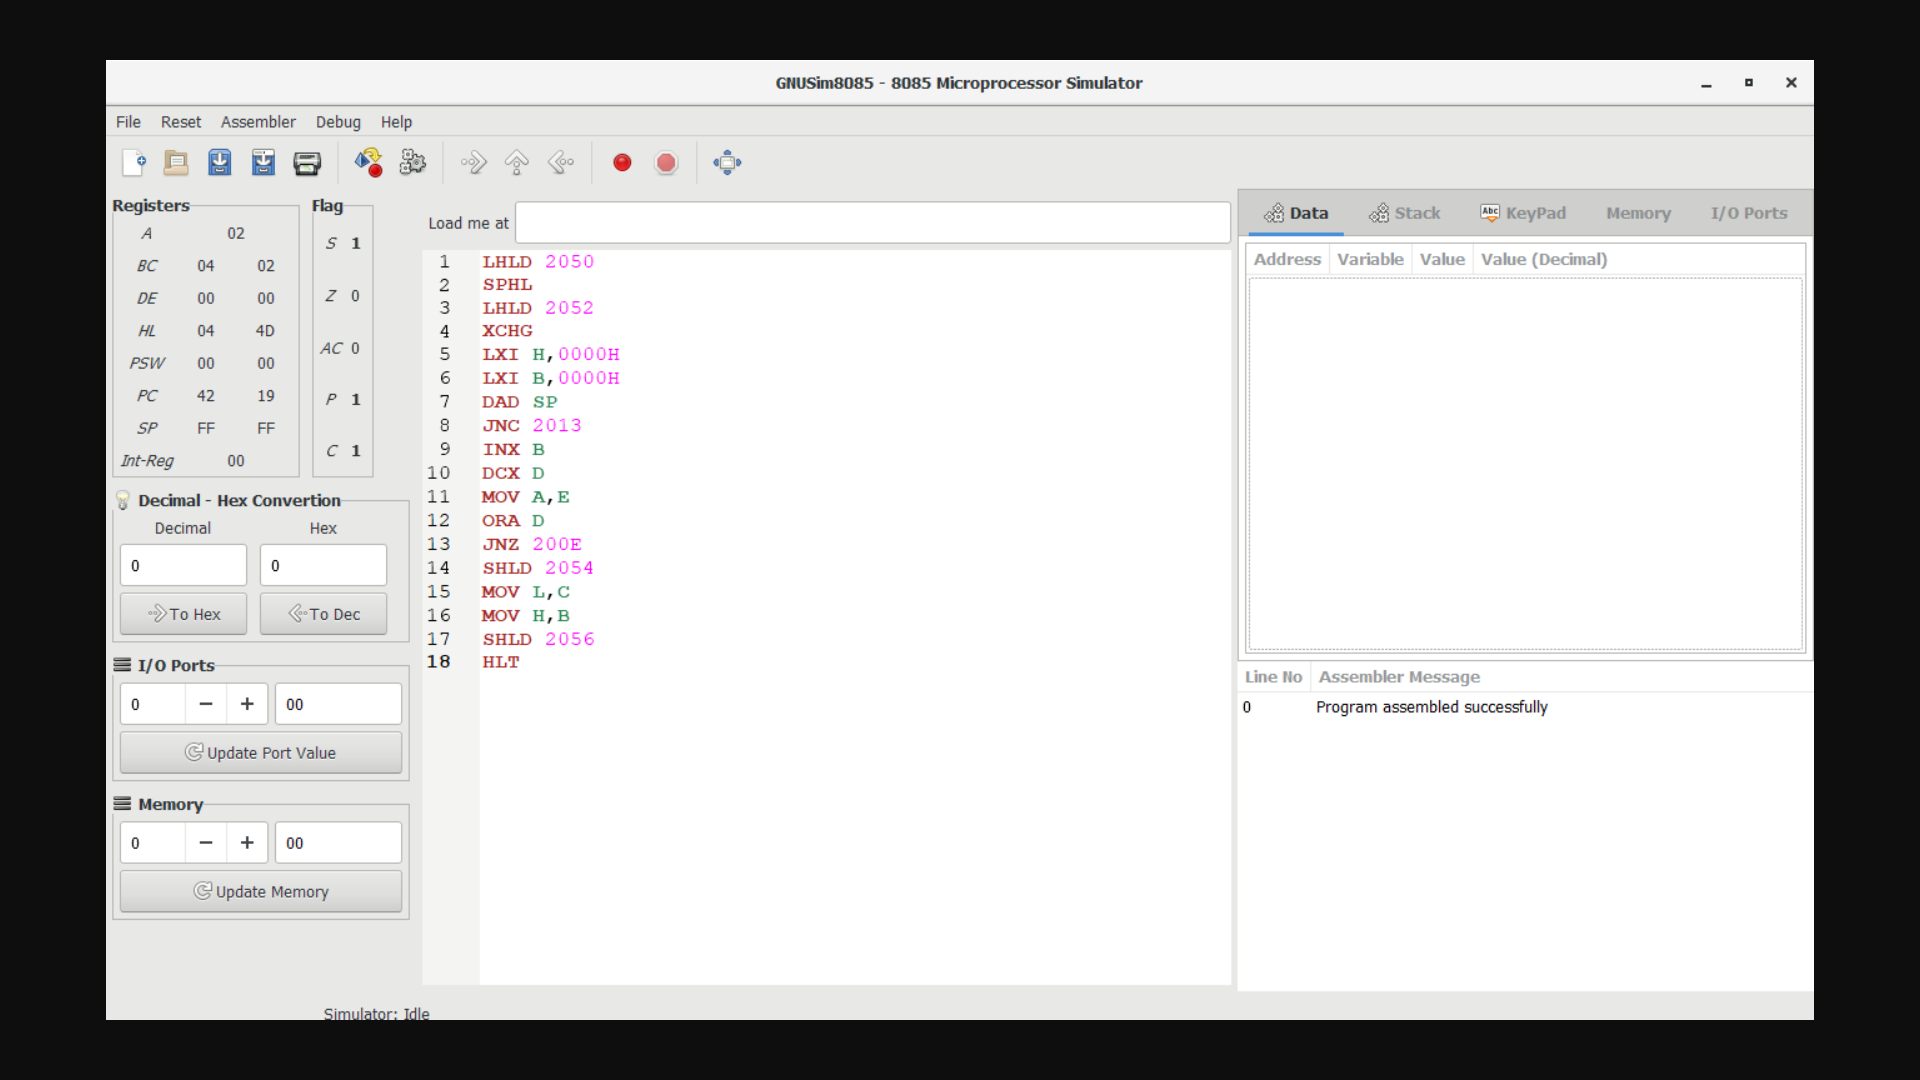 GNUSim8085 - 8085 Microprocessor Simulator
File Reset Assembler Debug Help
Registers
A 02
BC 04 02
DE 00 00
HL 04 4D
PSW 00 00
PC 42 19
SP FF FF
Int-Reg 00
Flag
S 1
Z 0
AC 0
P 1
C 1
Decimal - Hex Convertion
Decimal Hex
0 0
To Hex To Dec
I/O Ports
0 − + 00
Update Port Value
Memory
0 − + 00
Update Memory
Load me at
1 LHLD 2050
2 SPHL
3 LHLD 2052
4 XCHG
5 LXI H,0000H
6 LXI B,0000H
7 DAD SP
8 JNC 2013
9 INX B
10 DCX D
11 MOV A,E
12 ORA D
13 JNZ 200E
14 SHLD 2054
15 MOV L,C
16 MOV H,B
17 SHLD 2056
18 HLT
Data Stack Abc KeyPad Memory I/O Ports
Address Variable Value Value (Decimal)
Line No Assembler Message
0 Program assembled successfully
Simulator: Idle